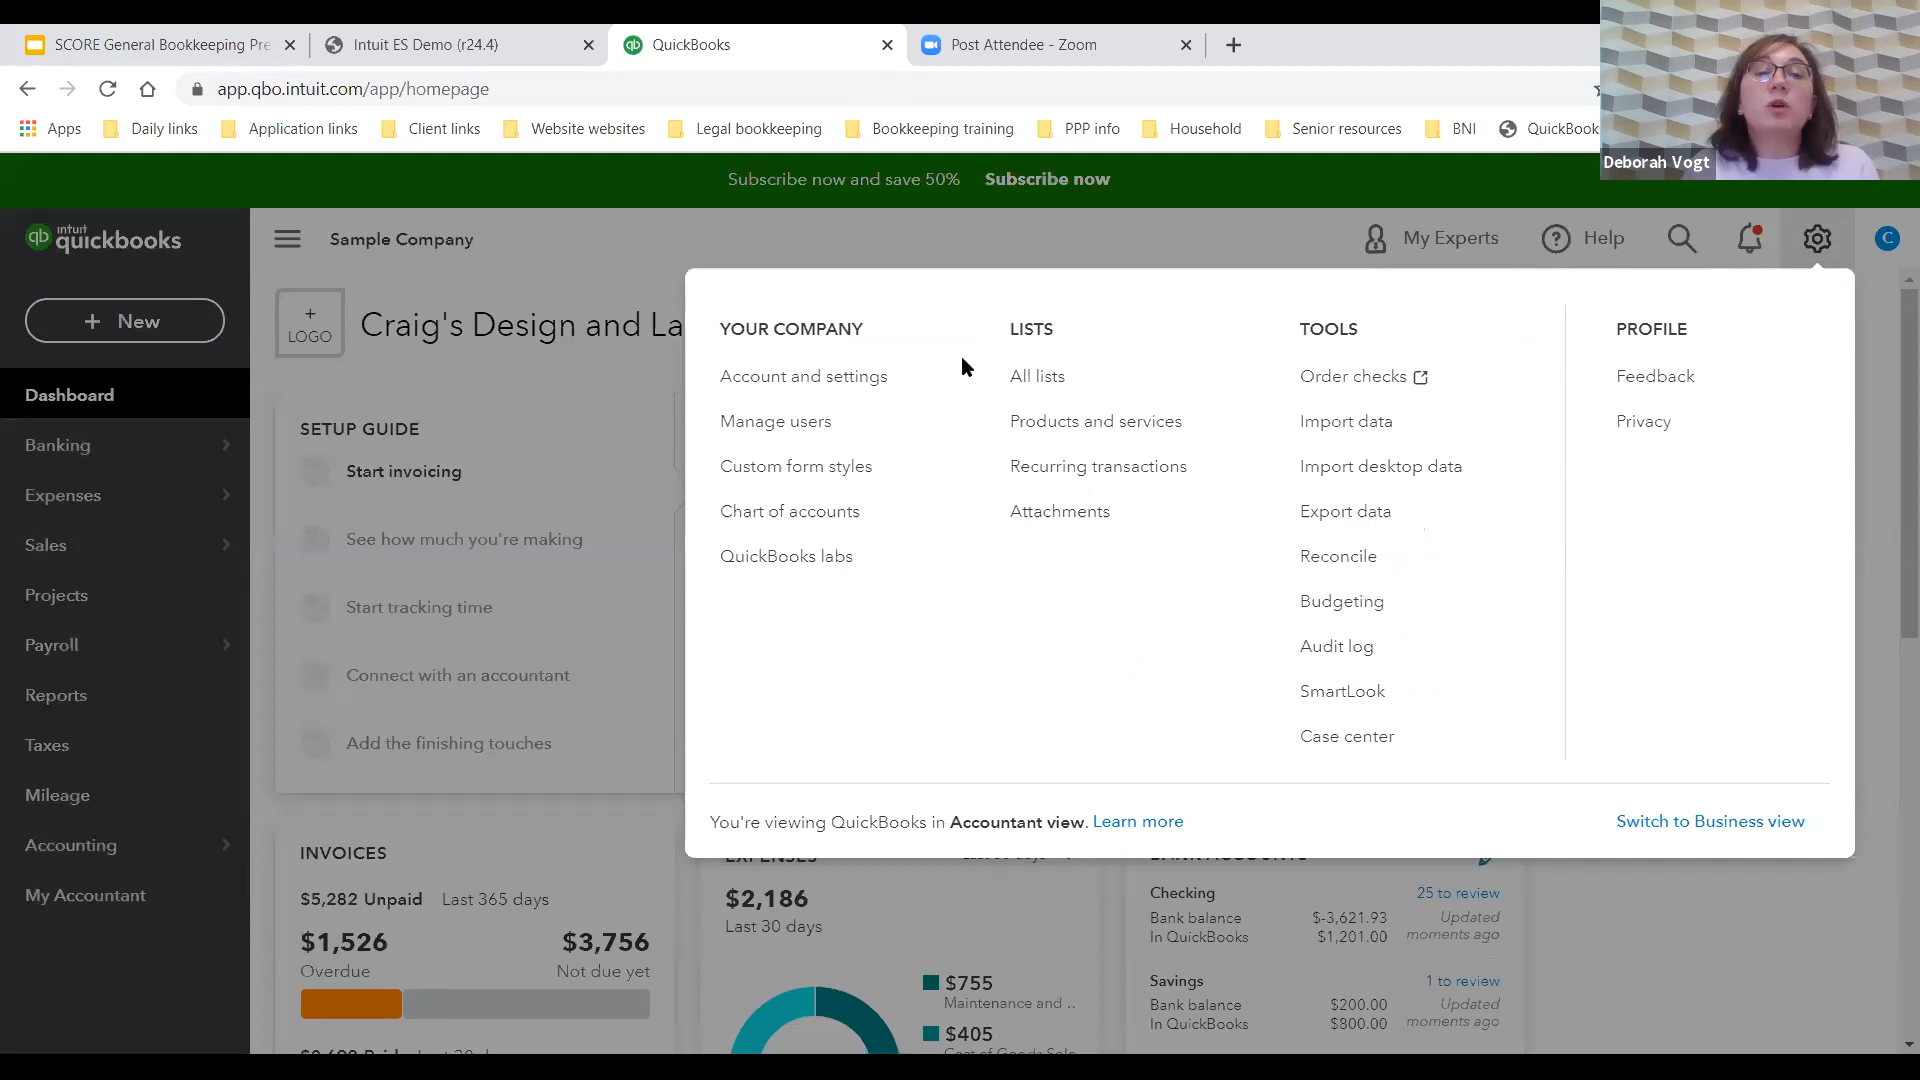 SCORE General Bookkeeping Pre
Intuit ES Demo (r24.4)
QuickBooks
Post Attendee - Zoom
app.qbo.intuit.com/app/homepage
Apps
Daily links
Application links
Client links
Website websites
Legal bookkeeping
Bookkeeping training
PPP info
Household
Senior resources
BNI
QuickBook
Deborah Vogt
Subscribe now and save 50% Subscribe now
qb intuit quickbooks
Sample Company
My Experts
Help
C
+ New
Dashboard
Banking
Expenses
Sales
Projects
Payroll
Reports
Taxes
Mileage
Accounting
My Accountant
+
LOGO
Craig's Design and La
SETUP GUIDE
Start invoicing
See how much you're making
Start tracking time
Connect with an accountant
Add the finishing touches
YOUR COMPANY
Account and settings
Manage users
Custom form styles
Chart of accounts
QuickBooks labs
LISTS
All lists
Products and services
Recurring transactions
Attachments
TOOLS
Order checks
Import data
Import desktop data
Export data
Reconcile
Budgeting
Audit log
SmartLook
Case center
PROFILE
Feedback
Privacy
You're viewing QuickBooks in Accountant view. Learn more
Switch to Business view
INVOICES
$5,282 Unpaid Last 365 days
$1,526 $3,756
Overdue Not due yet
EXPENSES
$2,186
Last 30 days
$755
Maintenance and ..
$405
BANK ACCOUNTS
Checking 25 to review
Bank balance $-3,621.93 Updated
In QuickBooks $1,201.00 moments ago
Savings 1 to review
Bank balance $200.00 Updated
In QuickBooks $800.00 moments ago